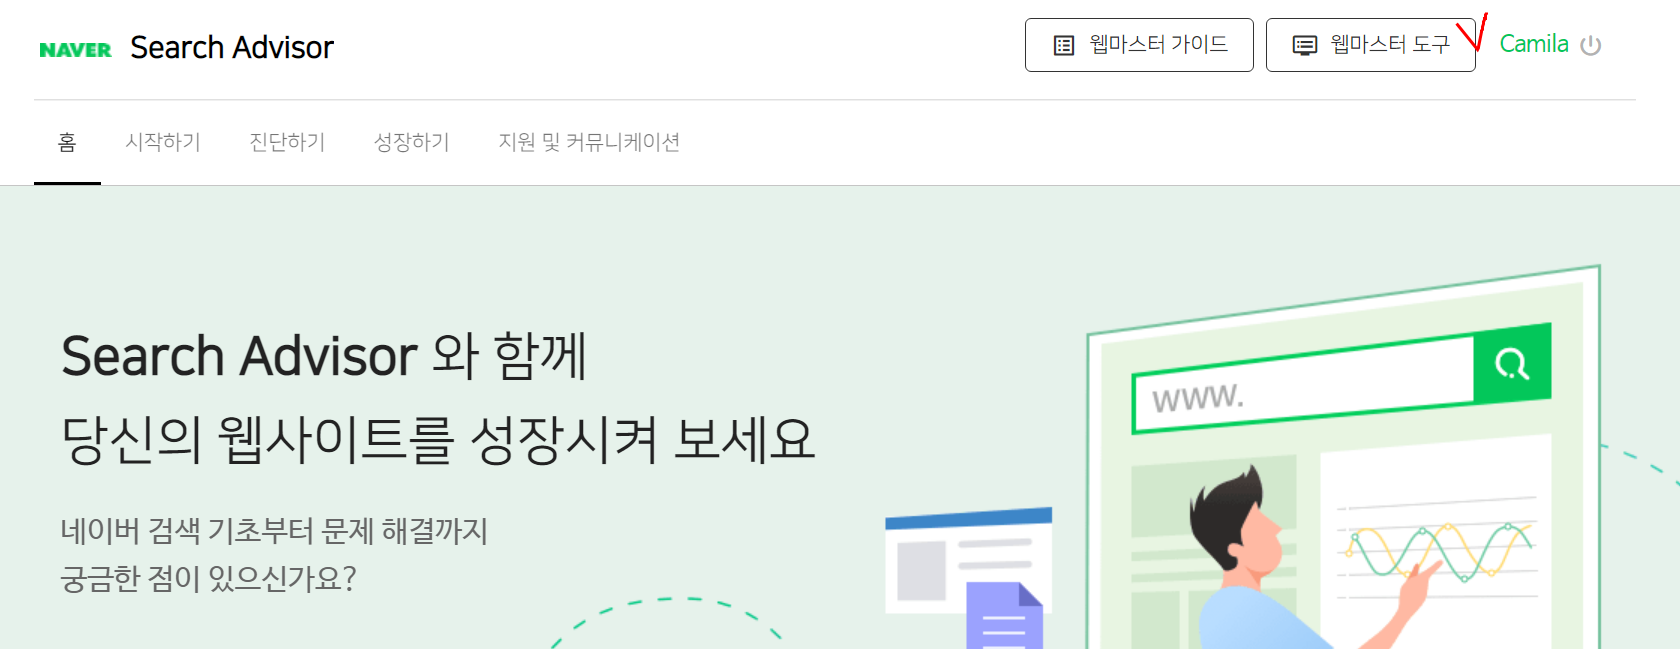 NAVER Search Advisor
웹마스터 가이드
웹마스터 도구
Camila
홈 시작하기 진단하기 성장하기 지원 및 커뮤니케이션
Search Advisor 와 함께
당신의 웹사이트를 성장시켜 보세요
네이버 검색 기초부터 문제 해결까지
궁금한 점이 있으신가요?
www.